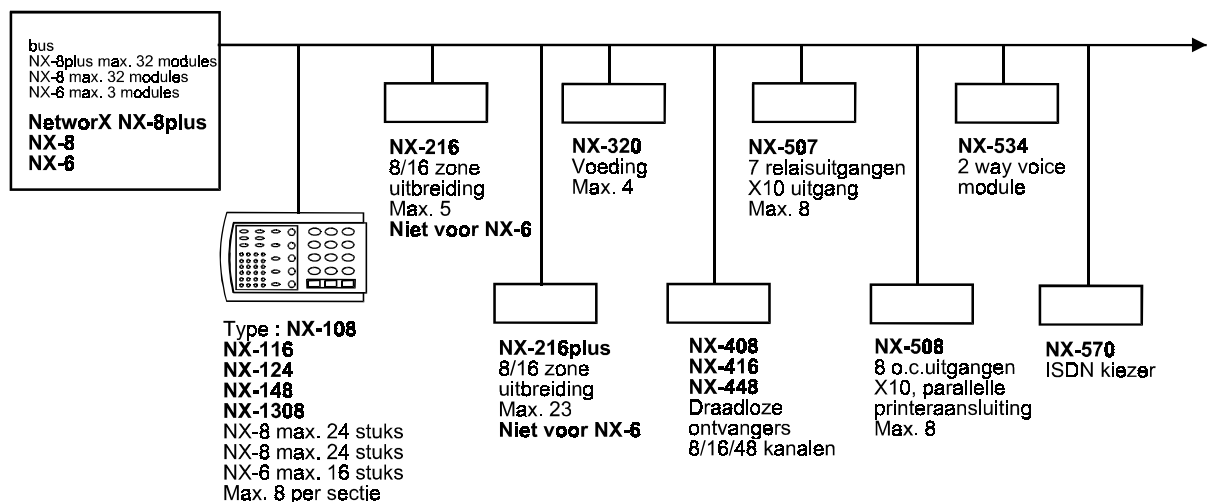 bus
NX-8plus max. 32 modules
NX-8 max. 32 modules
NX-6 max. 3 modules
NetworX NX-8plus
NX-8
NX-6
NX-216
8/16 zone
uitbreiding
Max. 5
Niet voor NX-6
NX-320
Voeding
Max. 4
NX-507
7 relaisuitgangen
X10 uitgang
Max. 8
NX-534
2 way voice
module
Type : NX-108
NX-116
NX-124
NX-148
NX-1308
NX-8 max. 24 stuks
NX-8 max. 24 stuks
NX-6 max. 16 stuks
Max. 8 per sectie
NX-216plus
8/16 zone
uitbreiding
Max. 23
Niet voor NX-6
NX-408
NX-416
NX-448
Draadloze
ontvangers
8/16/48 kanalen
NX-508
8 o.c.uitgangen
X10, parallelle
printeraansluiting
Max. 8
NX-570
ISDN kiezer